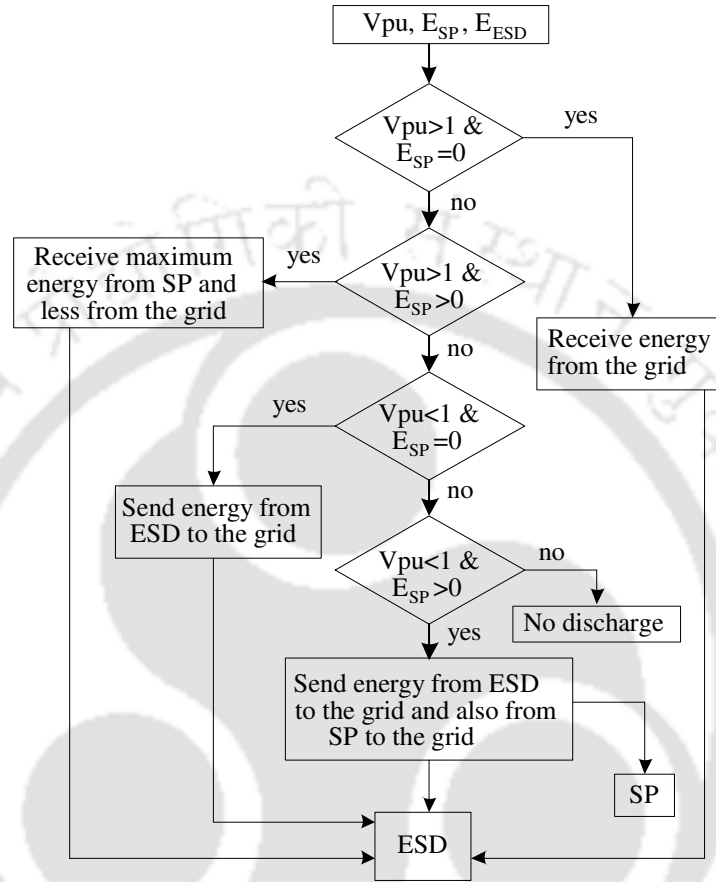 Vpu, E_SP, E_ESD
Vpu>1 &
E_SP=0
yes
no
Receive maximum
energy from SP and
less from the grid
yes
Vpu>1 &
E_SP>0
Receive energy
from the grid
no
yes
Vpu<1 &
E_SP=0
Send energy from
ESD to the grid
no
Vpu<1 &
E_SP>0
no
No discharge
yes
Send energy from ESD
to the grid and also from
SP to the grid
SP
ESD